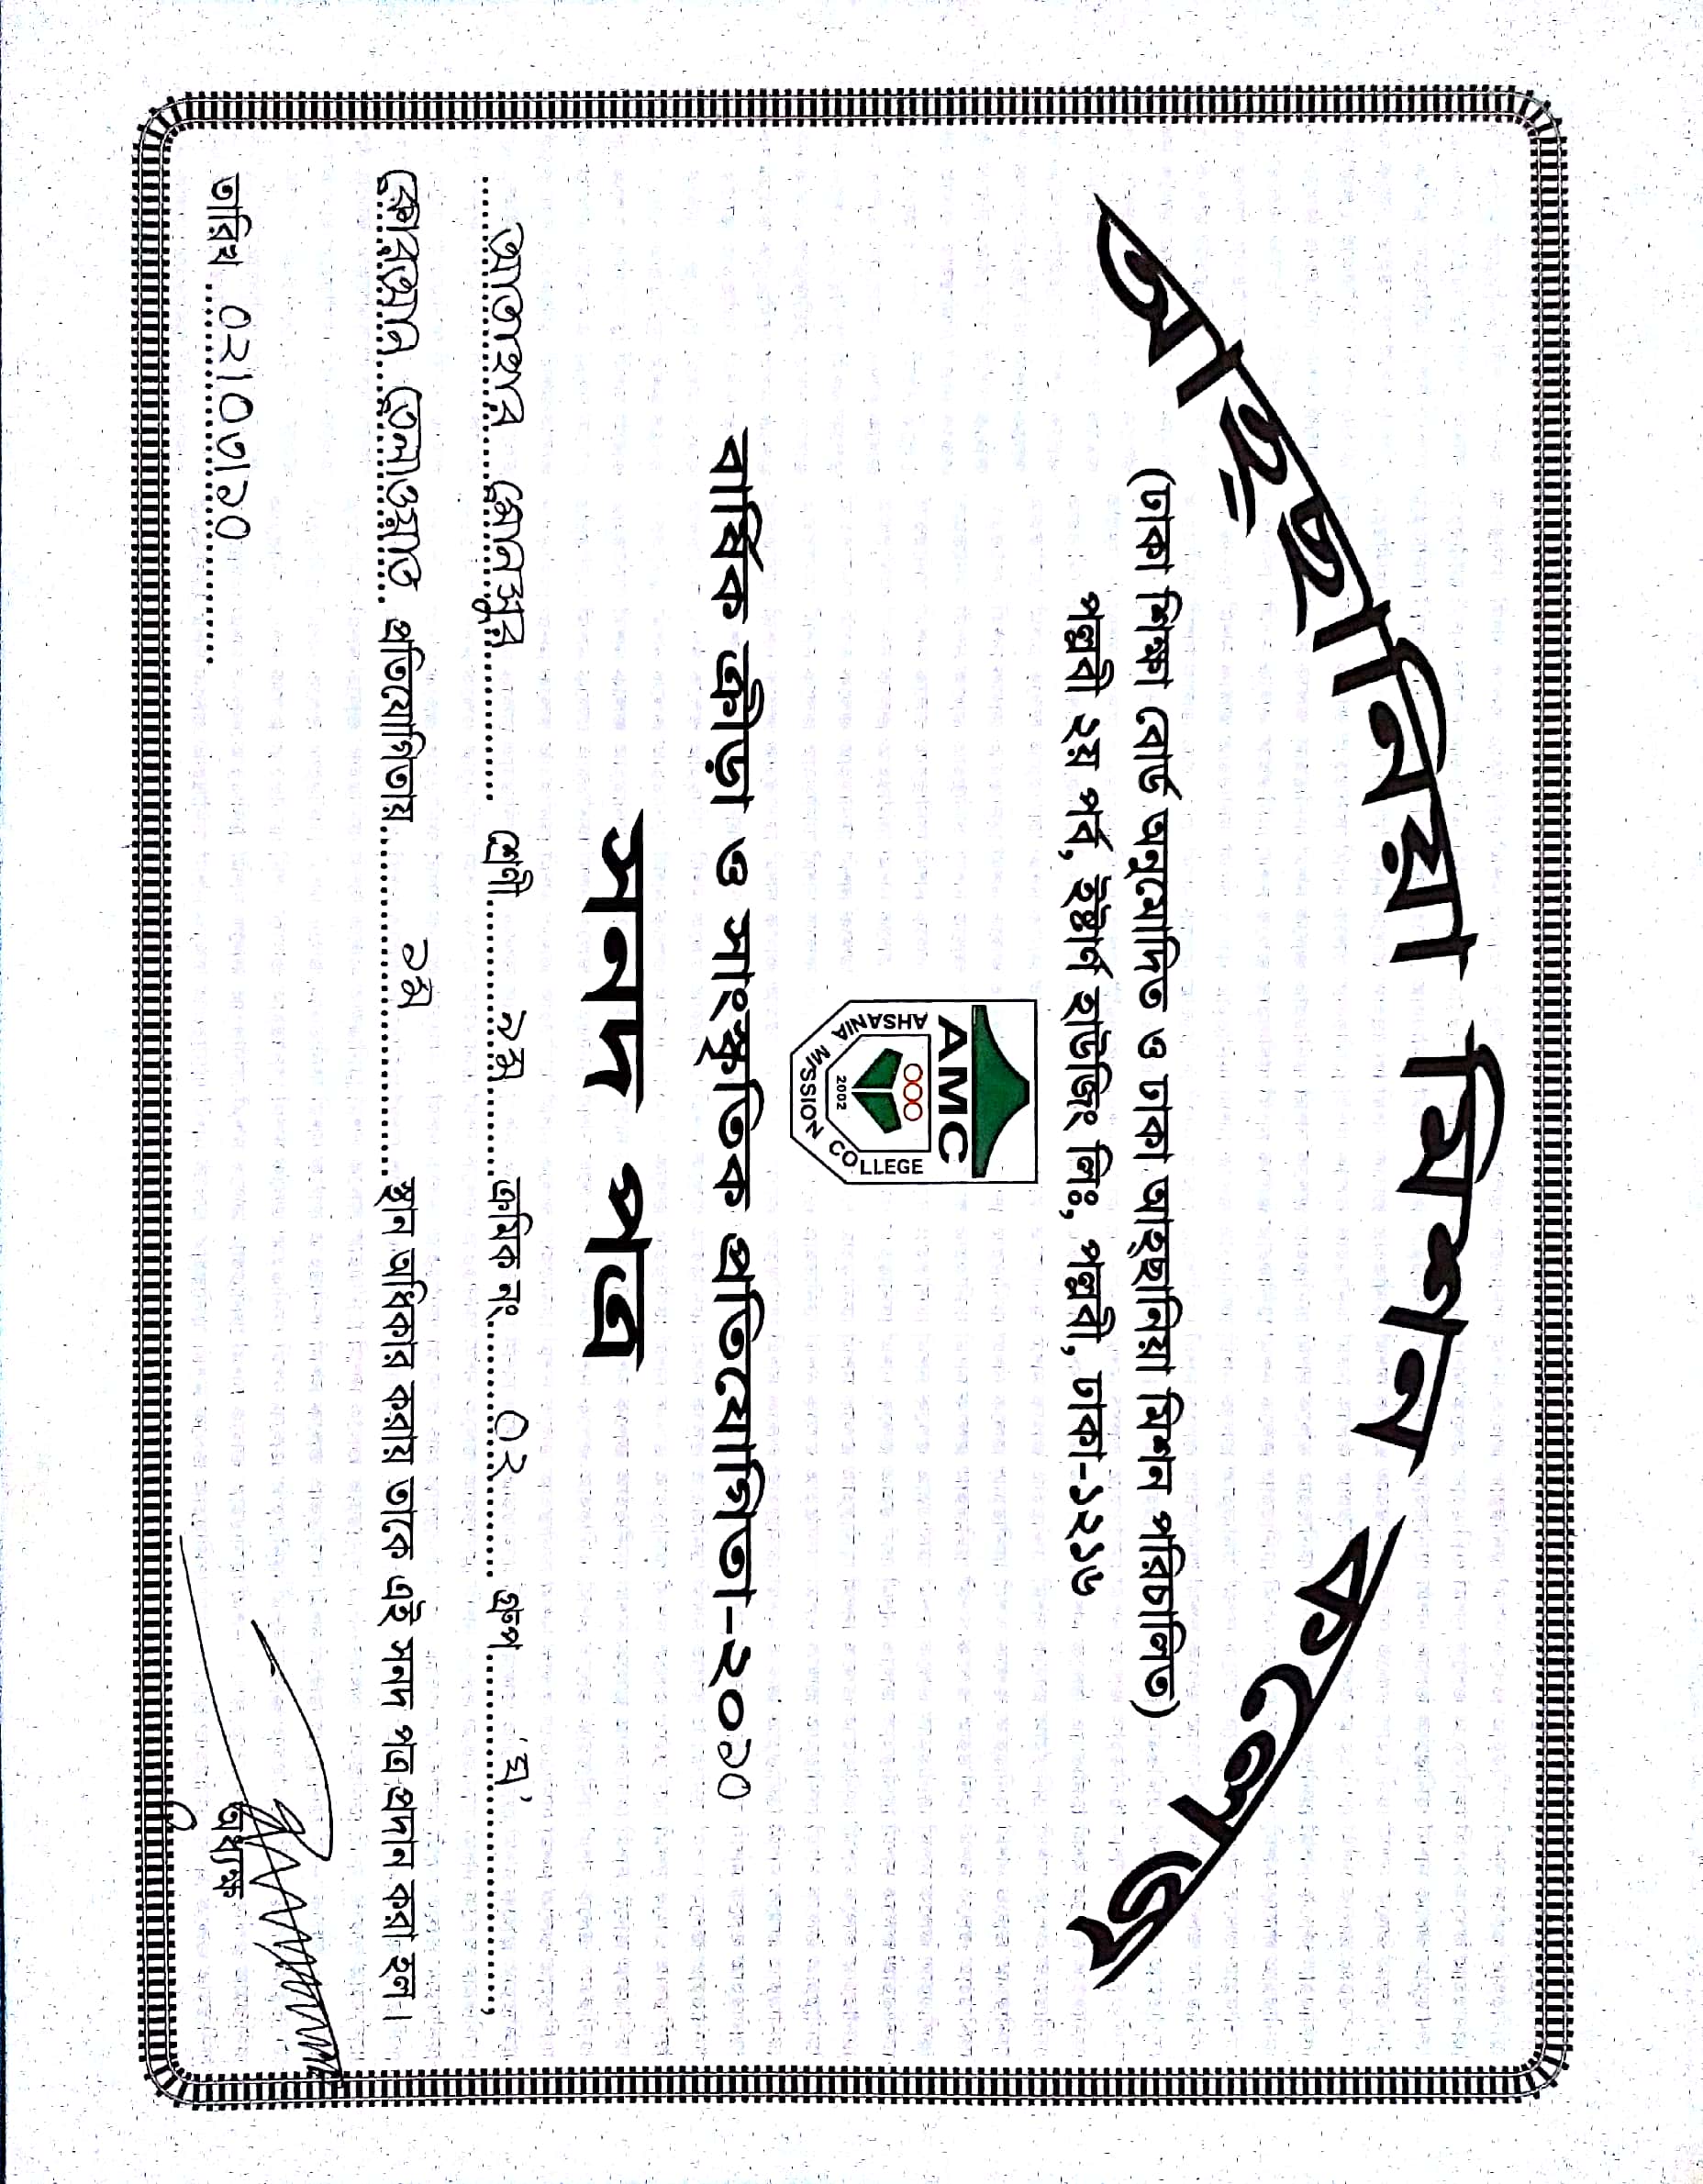 আহ্ছানিয়া মিশন কলেজ
(ঢাকা শিক্ষা বোর্ড অনুমোদিত ও ঢাকা আহ্ছানিয়া মিশন পরিচালিত)
পল্লবী ২য় পর্ব, ইষ্টার্ণ হাউজিং লিঃ, পল্লবী, ঢাকা-১২১৬
AMC
AHSANIA MISSION COLLEGE
2002
বার্ষিক ক্রীড়া ও সাংস্কৃতিক প্রতিযোগিতা-২০১০
সনদ পত্র
আতাহার মোনসুর শ্রেণী ৯ম ক্রমিক নং ০২ গ্রুপ 'ঘ',
কোরআন তেলাওয়াত প্রতিযোগিতায় ১ম স্থান অধিকার করায় তাকে এই সনদ পত্র প্রদান করা হল।
তারিখ ০২।০৩।১০
অধ্যক্ষ